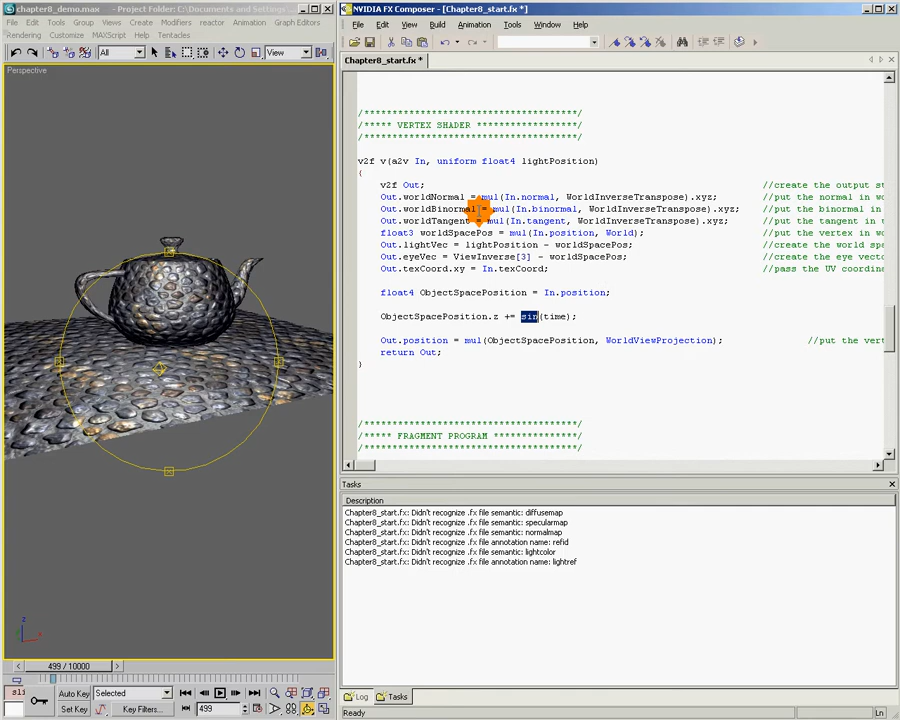 chapter8_demo.max - Project Folder: C:\Documents and Settings
File Edit Tools Group Views Create Modifiers reactor Animation Graph Editors
Rendering Customize MAXScript Help Tentacles
All
View
Perspective
499 / 10000
Auto Key
Selected
Set Key
Key Filters...
499
NVIDIA FX Composer - [Chapter8_start.fx *]
File Edit View Build Animation Tools Window Help
Chapter8_start.fx *
/*************************************/
/***** VERTEX SHADER *****************/
/*************************************/
v2f v(a2v In, uniform float4 lightPosition)
{
v2f Out; //create the output st
Out.worldNormal = mul(In.normal, WorldInverseTranspose).xyz; //put the normal in wo
Out.worldBinormal = mul(In.binormal, WorldInverseTranspose).xyz; //put the binormal in
Out.worldTangent = mul(In.tangent, WorldInverseTranspose).xyz; //put the tangent in w
float3 worldSpacePos = mul(In.position, World); //put the vertex in wo
Out.lightVec = lightPosition - worldSpacePos; //create the world spa
Out.eyeVec = ViewInverse[3] - worldSpacePos; //create the eye vecto
Out.texCoord.xy = In.texCoord; //pass the UV coordina
float4 ObjectSpacePosition = In.position;
ObjectSpacePosition.z += sin(time);
Out.position = mul(ObjectSpacePosition, WorldViewProjection); //put the vert
return Out;
}
/*************************************/
/***** FRAGMENT PROGRAM **************/
/*************************************/
Tasks
Description
Chapter8_start.fx: Didn't recognize .fx file semantic: diffusemap
Chapter8_start.fx: Didn't recognize .fx file semantic: specularmap
Chapter8_start.fx: Didn't recognize .fx file semantic: normalmap
Chapter8_start.fx: Didn't recognize .fx file annotation name: refid
Chapter8_start.fx: Didn't recognize .fx file semantic: lightcolor
Chapter8_start.fx: Didn't recognize .fx file annotation name: lightref
Log Tasks
Ready
Ln